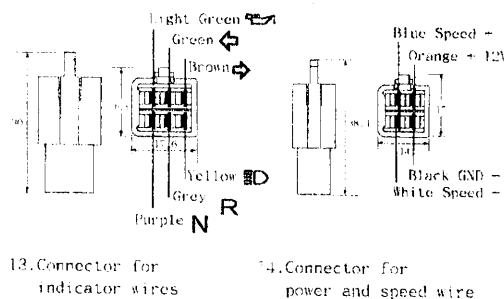 Light Green
Green
Brown
Yellow
Grey
R
Purple N
13.Connector for
indicator wires
Blue Speed +
Orange + 12V
Black GND -
White Speed -
14
4.Connector for
power and speed wire